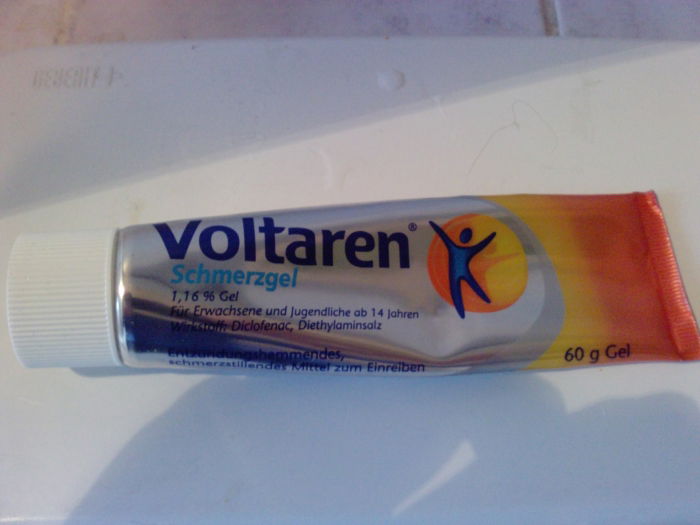 Voltaren®
Schmerzgel
1,16 % Gel
Für Erwachsene und Jugendliche ab 14 Jahren
Wirkstoff: Diclofenac, Diethylaminsalz
Entzündungshemmendes,
schmerzstillendes Mittel zum Einreiben
60 g Gel